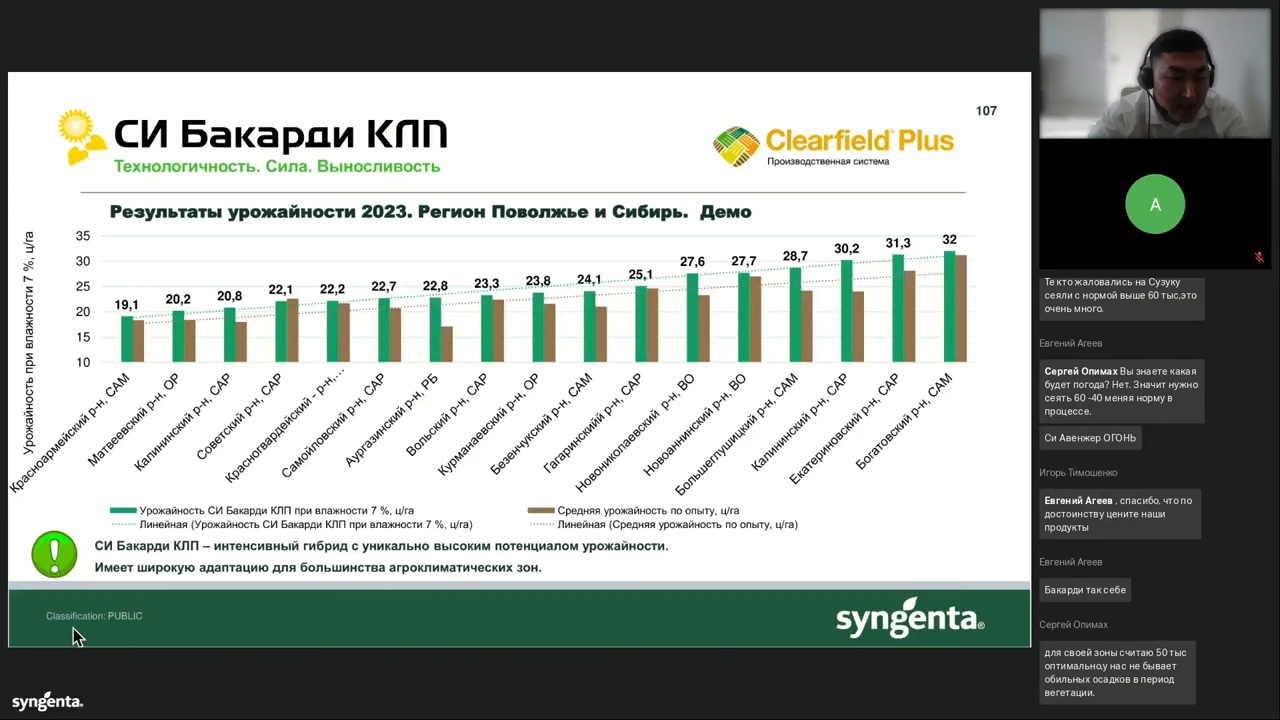 107
СИ Бакарди КЛП
Технологичность. Сила. Выносливость
Clearfield® Plus
Производственная система
Результаты урожайности 2023. Регион Поволжье и Сибирь. Демо
Урожайность при влажности 7 %, ц/га
35
30
25
20
15
10
19,1
20,2
20,8
22,1
22,2
22,7
22,8
23,3
23,8
24,1
25,1
27,6
27,7
28,7
30,2
31,3
32
Красноармейский р-н, САМ
Матвеевский р-н, ОР
Калининский р-н, САР
Советский р-н, САР
Красногвардейский - р-н,…
Самойловский р-н, САР
Аургазинский р-н, РБ
Вольский р-н, САР
Курманаевский р-н, ОР
Безенчукский р-н, САМ
Гагаринский р-н, САР
Новониколаевский р-н, ВО
Новоаннинский р-н, ВО
Большеглушицкий р-н, САМ
Калининский р-н, САР
Екатериновский р-н, САР
Богатовский р-н, САМ
Урожайность СИ Бакарди КЛП при влажности 7 %, ц/га
Средняя урожайность по опыту, ц/га
Линейная (Урожайность СИ Бакарди КЛП при влажности 7 %, ц/га)
Линейная (Средняя урожайность по опыту, ц/га)
СИ Бакарди КЛП – интенсивный гибрид с уникально высоким потенциалом урожайности.
Имеет широкую адаптацию для большинства агроклиматических зон.
Classification: PUBLIC
syngenta®
syngenta.
А
Те кто жаловались на Сузуку
сеяли с нормой выше 60 тыс,это
очень много.
Евгений Агеев
Сергей Опимах Вы знаете какая
будет погода? Нет. Значит нужно
сеять 60 -40 меняя норму в
процессе.
Си Авенжер ОГОНЬ
Игорь Тимошенко
Евгений Агеев , спасибо, что по
достоинству цените наши
продукты
Евгений Агеев
Бакарди так себе
Сергей Опимах
для своей зоны считаю 50 тыс
оптимально,у нас не бывает
обильных осадков в период
вегетации.